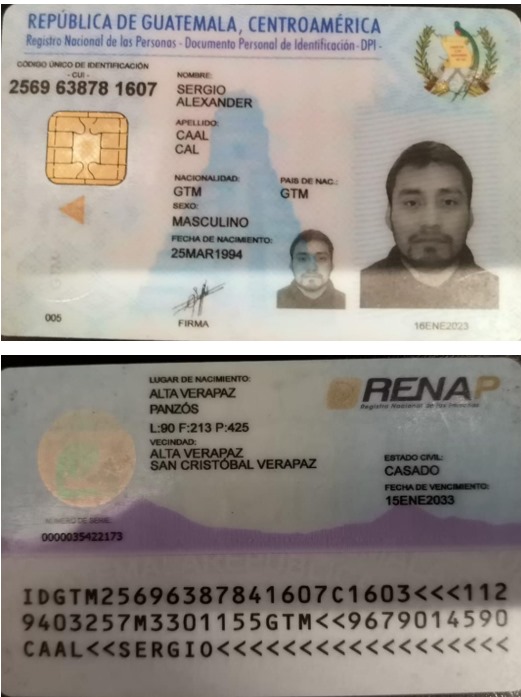 REPÚBLICA DE GUATEMALA, CENTROAMÉRICA
Registro Nacional de las Personas - Documento Personal de Identificación - DPI -
CÓDIGO ÚNICO DE IDENTIFICACIÓN
- CUI -
2569 63878 1607
NOMBRE:
SERGIO
ALEXANDER
APELLIDO:
CAAL
CAL
NACIONALIDAD:
GTM
PAIS DE NAC.:
GTM
SEXO:
MASCULINO
FECHA DE NACIMIENTO:
25MAR1994
GTM
005
FIRMA
16ENE2023
LUGAR DE NACIMIENTO:
ALTA VERAPAZ
PANZÓS
L:90 F:213 P:425
VECINDAD:
ALTA VERAPAZ
SAN CRISTÓBAL VERAPAZ
RENAP
Registro Nacional de las Personas
ESTADO CIVIL:
CASADO
FECHA DE VENCIMIENTO:
15ENE2033
NÚMERO DE SERIE
0000035422173
IDGTM25696387841607C1603<<<112
9403257M3301155GTM<<9679014590
CAAL<<SERGIO<<<<<<<<<<<<<<<<<<